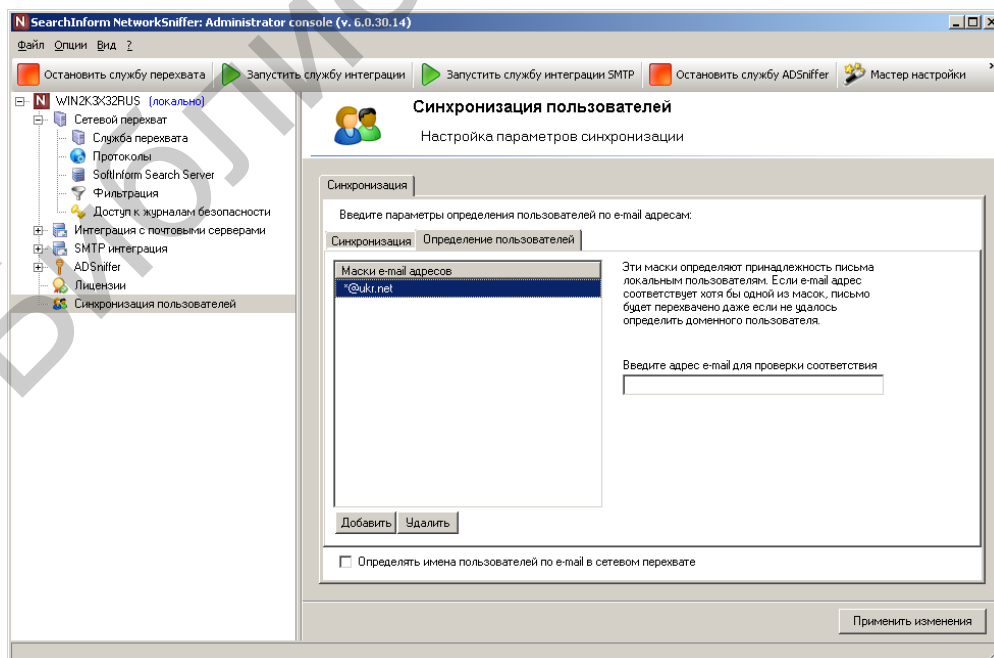 SearchInform NetworkSniffer: Administrator console (v. 6.0.30.14)
Файл Опции Вид ?
Остановить службу перехвата Запустить службу интеграции Запустить службу интеграции SMTP Остановить службу ADSniffer Мастер настройки
WIN2K3X32RUS (локально)
Сетевой перехват
Служба перехвата
Протоколы
SoftInform Search Server
Фильтрация
Доступ к журналам безопасности
Интеграция с почтовыми серверами
SMTP интеграция
ADSniffer
Лицензии
Синхронизация пользователей
Синхронизация пользователей
Настройка параметров синхронизации
Синхронизация
Введите параметры определения пользователей по e-mail адресам:
Синхронизация Определение пользователей
Маски e-mail адресов
*@ukr.net
Эти маски определяют принадлежность письма
локальным пользователям. Если e-mail адрес
соответствует хотя бы одной из масок, письмо
будет перехвачено даже если не удалось
определить доменного пользователя.
Введите адрес e-mail для проверки соответствия
Добавить Удалить
Определять имена пользователей по e-mail в сетевом перехвате
Применить изменения